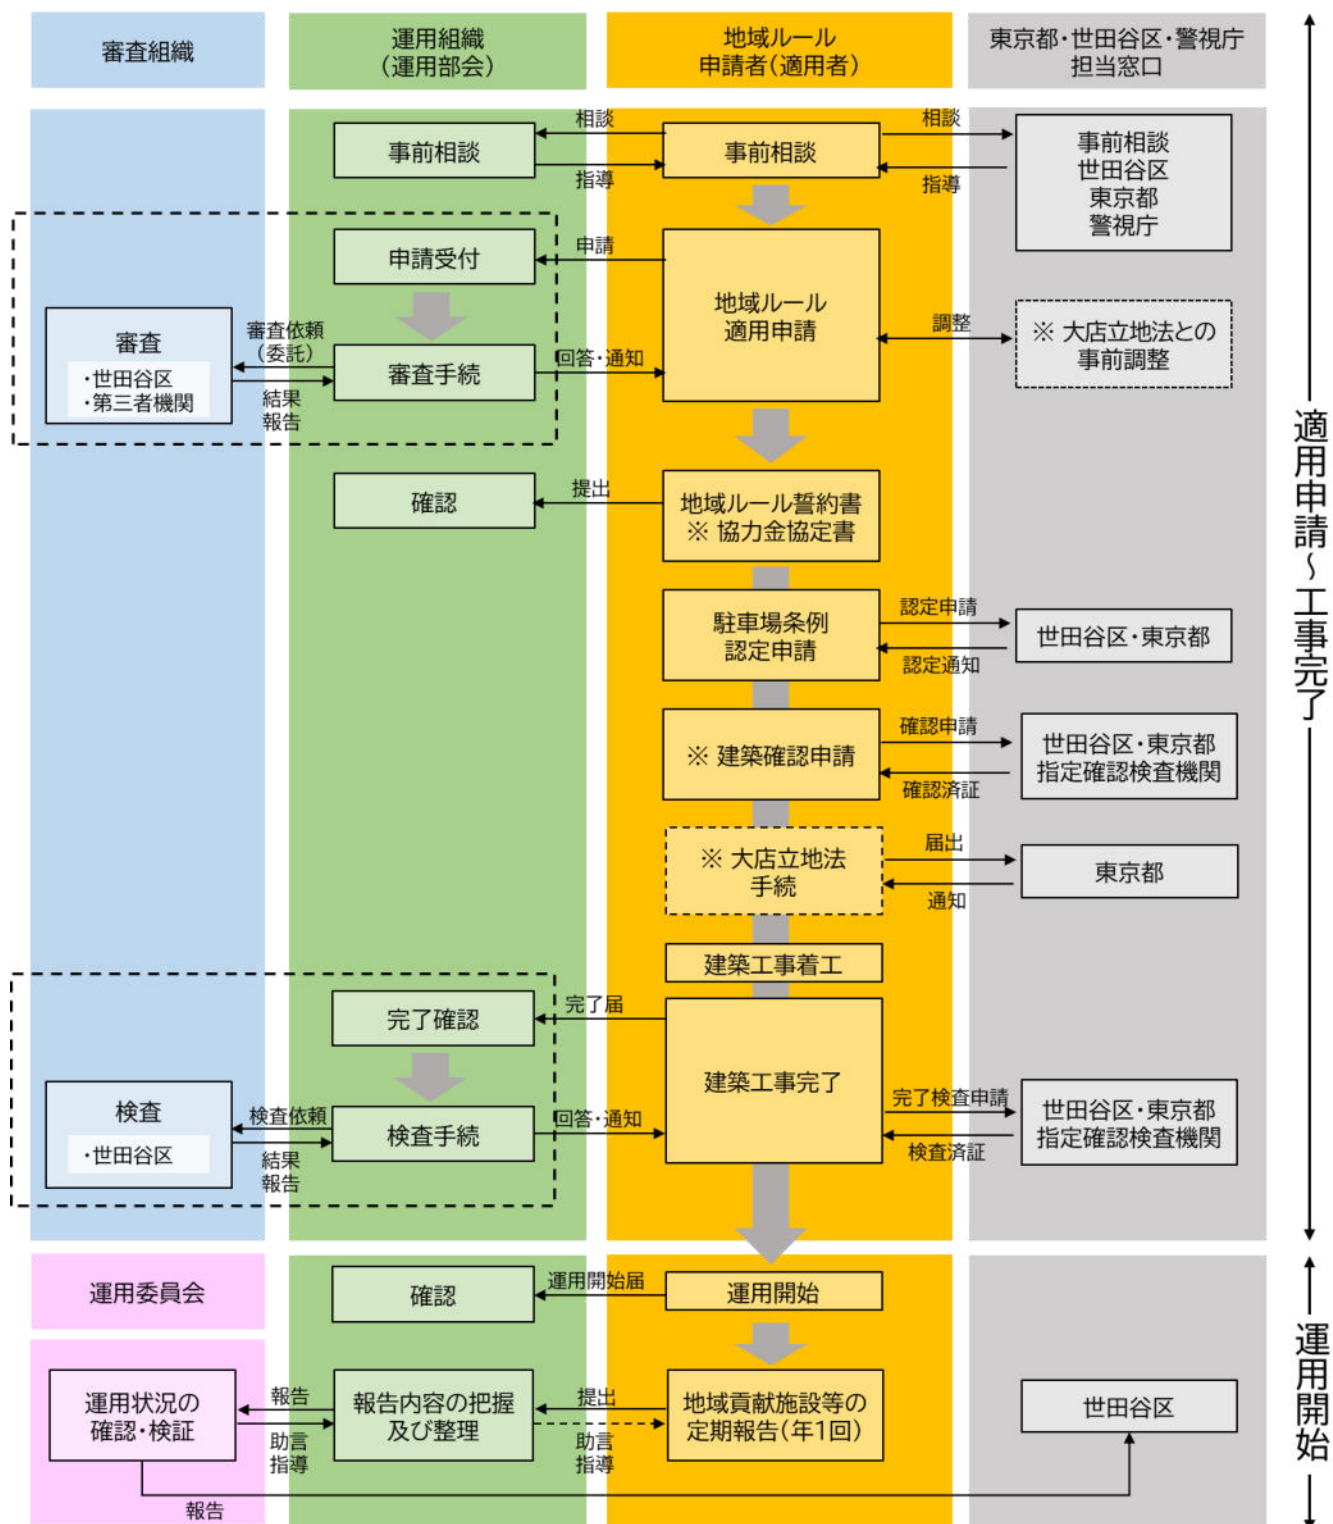 審査組織
運用組織
(運用部会)
地域ルール
申請者(適用者)
東京都・世田谷区・警視庁
担当窓口
事前相談
相談
指導
事前相談
相談
指導
事前相談
世田谷区
東京都
警視庁
申請受付
申請
地域ルール
適用申請
審査
・世田谷区
・第三者機関
審査依頼
(委託)
結果
報告
審査手続
回答・通知
調整
※ 大店立地法との
事前調整
確認
提出
地域ルール誓約書
※ 協力金協定書
駐車場条例
認定申請
認定申請
認定通知
世田谷区・東京都
※ 建築確認申請
確認申請
確認済証
世田谷区・東京都
指定確認検査機関
※ 大店立地法
手続
届出
通知
東京都
建築工事着工
完了確認
完了届
建築工事完了
検査
・世田谷区
検査依頼
結果
報告
検査手続
回答・通知
完了検査申請
検査済証
世田谷区・東京都
指定確認検査機関
適用申請～工事完了
運用委員会
確認
運用開始届
運用開始
運用状況の
確認・検証
報告
助言
指導
報告内容の把握
及び整理
提出
助言
指導
地域貢献施設等の
定期報告(年1回)
世田谷区
報告
運用開始